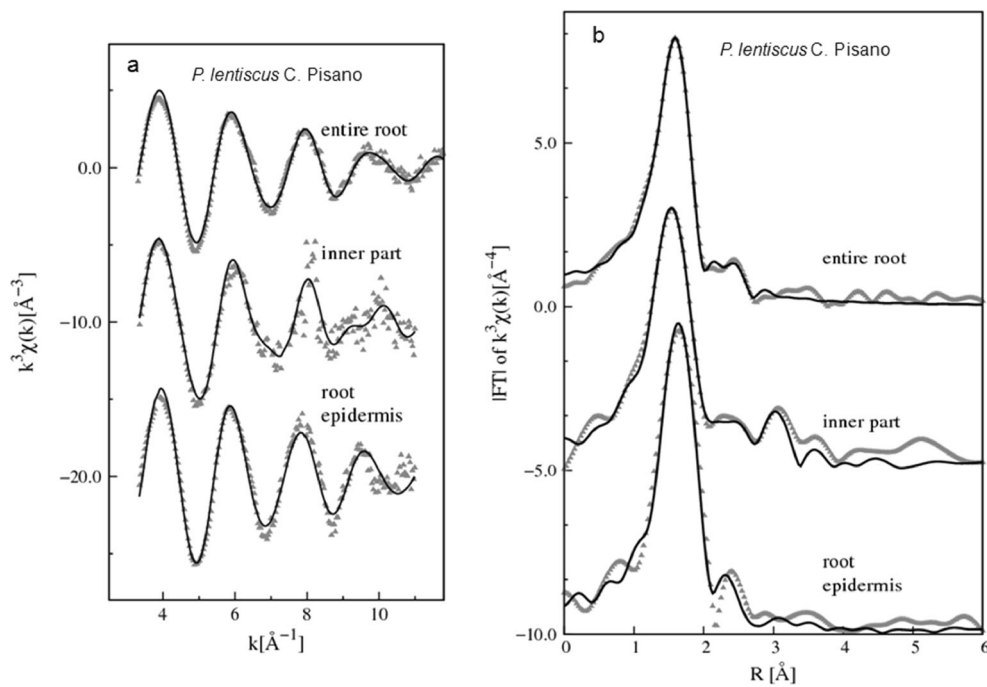 a
P. lentiscus C. Pisano
entire root
inner part
root
epidermis
0.0
−10.0
−20.0
k³χ(k)[Å⁻³]
4
6
8
10
k[Å⁻¹]
b
P. lentiscus C. Pisano
entire root
inner part
root
epidermis
5.0
0.0
−5.0
−10.0
|FT| of k³χ(k)[Å⁻⁴]
0
1
2
3
4
5
6
R [Å]